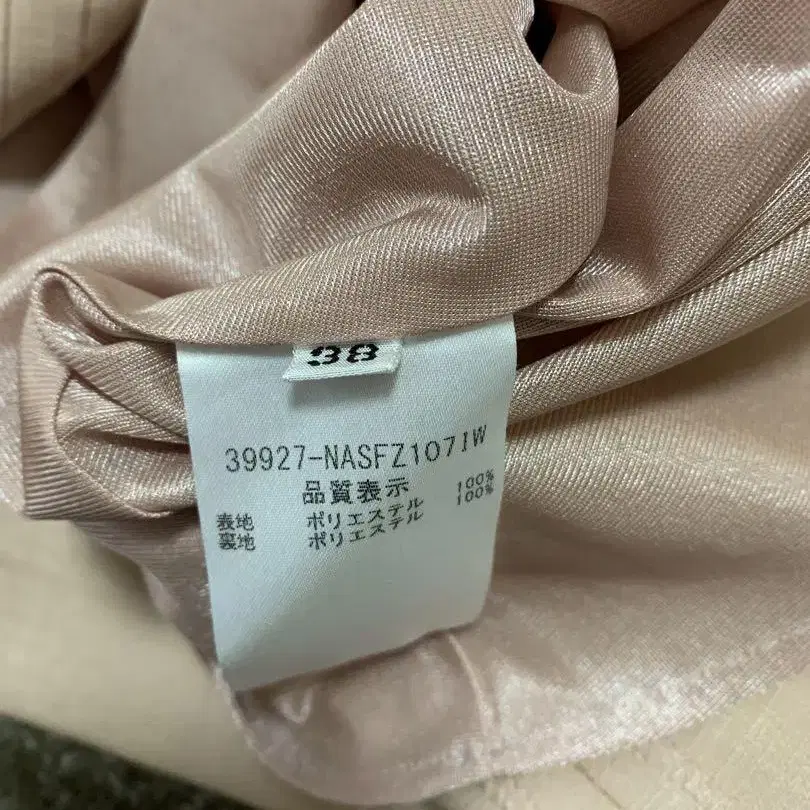 38
39927-NASFZ107IW
品質表示
表地 ポリエステル 100%
裏地 ポリエステル 100%